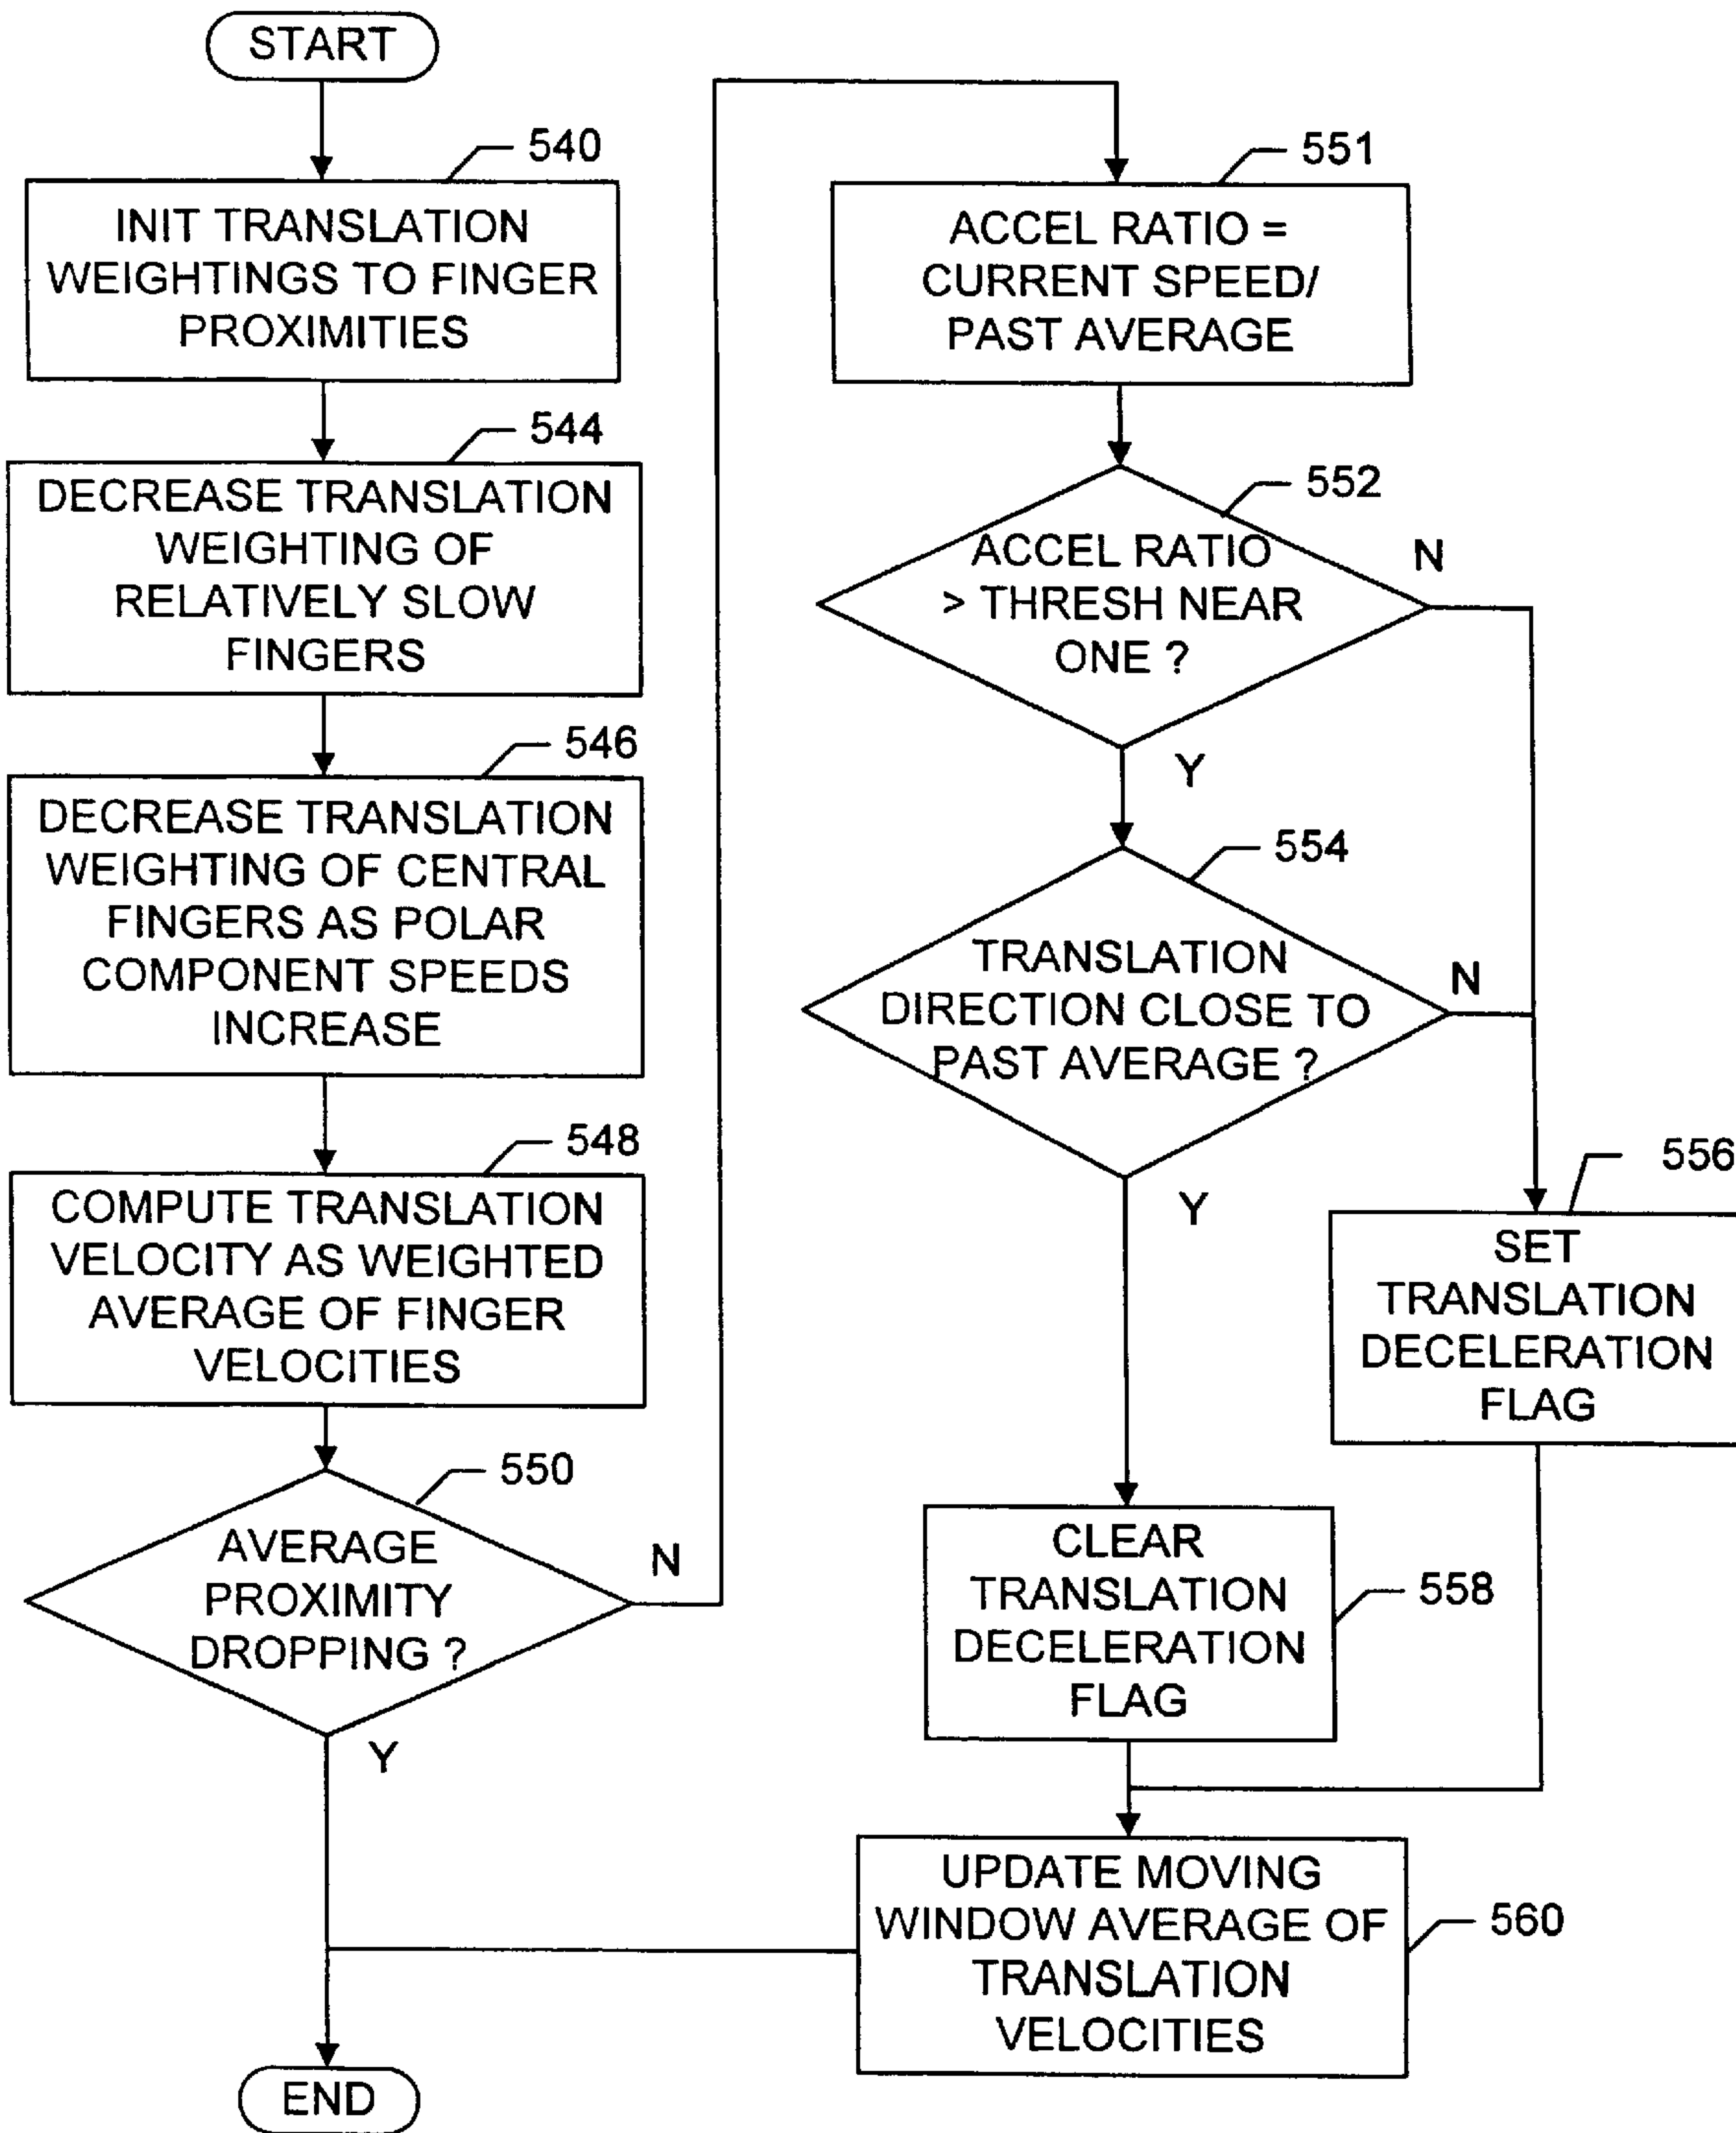 START
540
INIT TRANSLATION
WEIGHTINGS TO FINGER
PROXIMITIES
544
DECREASE TRANSLATION
WEIGHTING OF
RELATIVELY SLOW
FINGERS
546
DECREASE TRANSLATION
WEIGHTING OF CENTRAL
FINGERS AS POLAR
COMPONENT SPEEDS
INCREASE
548
COMPUTE TRANSLATION
VELOCITY AS WEIGHTED
AVERAGE OF FINGER
VELOCITIES
550
AVERAGE
PROXIMITY
DROPPING ?
N
Y
END
551
ACCEL RATIO =
CURRENT SPEED/
PAST AVERAGE
552
ACCEL RATIO
> THRESH NEAR
ONE ?
N
Y
554
TRANSLATION
DIRECTION CLOSE TO
PAST AVERAGE ?
N
Y
556
SET
TRANSLATION
DECELERATION
FLAG
558
CLEAR
TRANSLATION
DECELERATION
FLAG
560
UPDATE MOVING
WINDOW AVERAGE OF
TRANSLATION
VELOCITIES